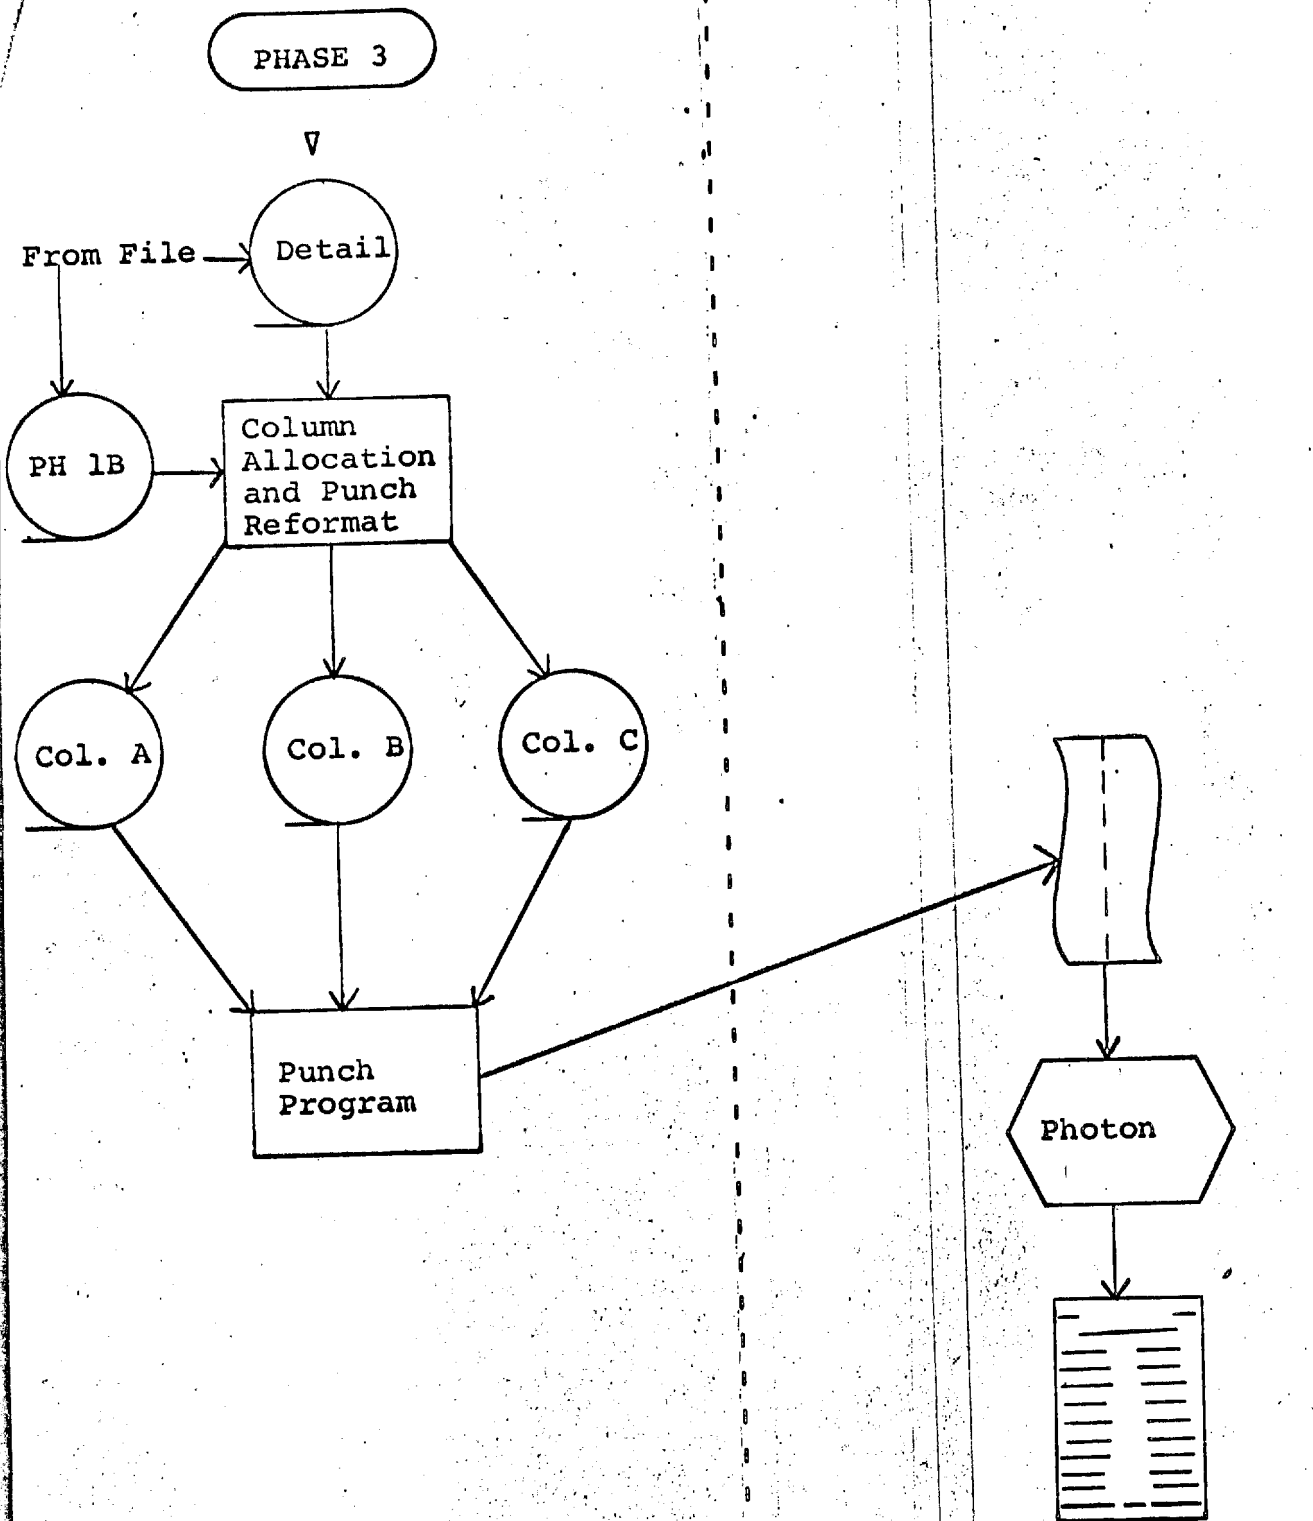 PHASE 3
From File
Detail
PH 1B
Column
Allocation
and Punch
Reformat
Col. A
Col. B
Col. C
Punch
Program
Photon